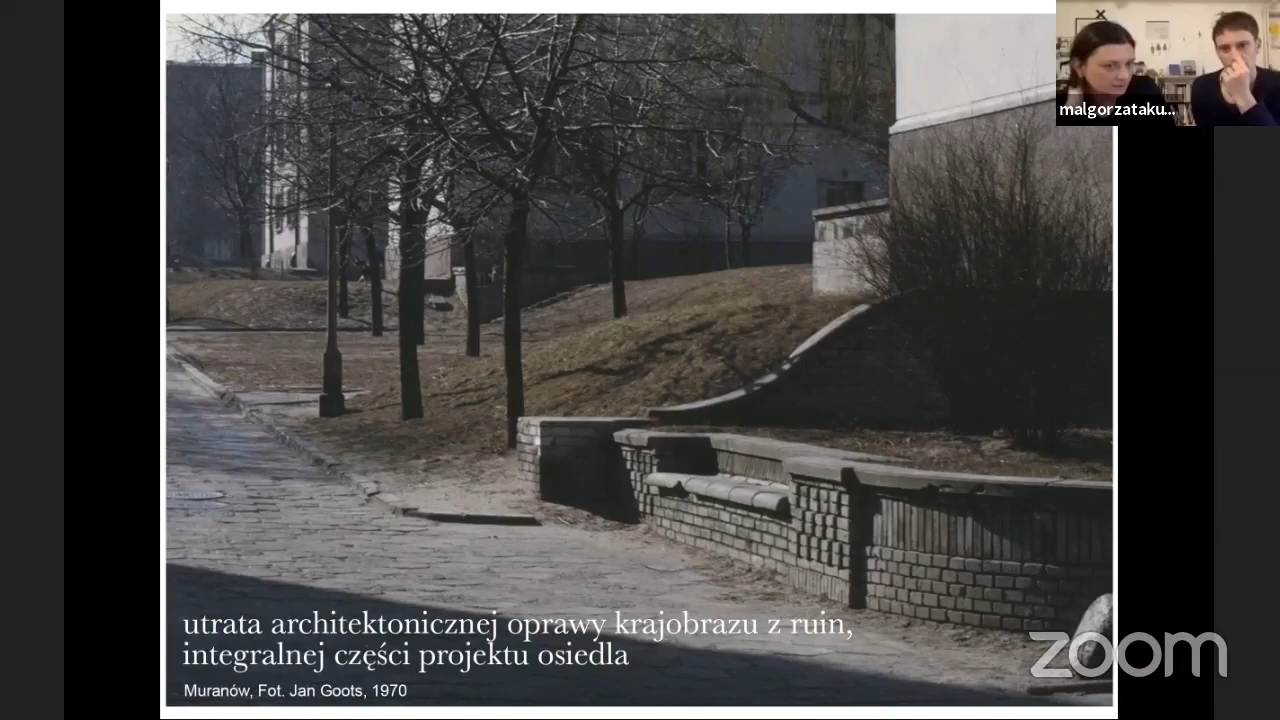 malgorzataku...
utrata architektonicznej oprawy krajobrazu z ruin,
integralnej części projektu osiedla
Muranów, Fot. Jan Goots, 1970
zoom